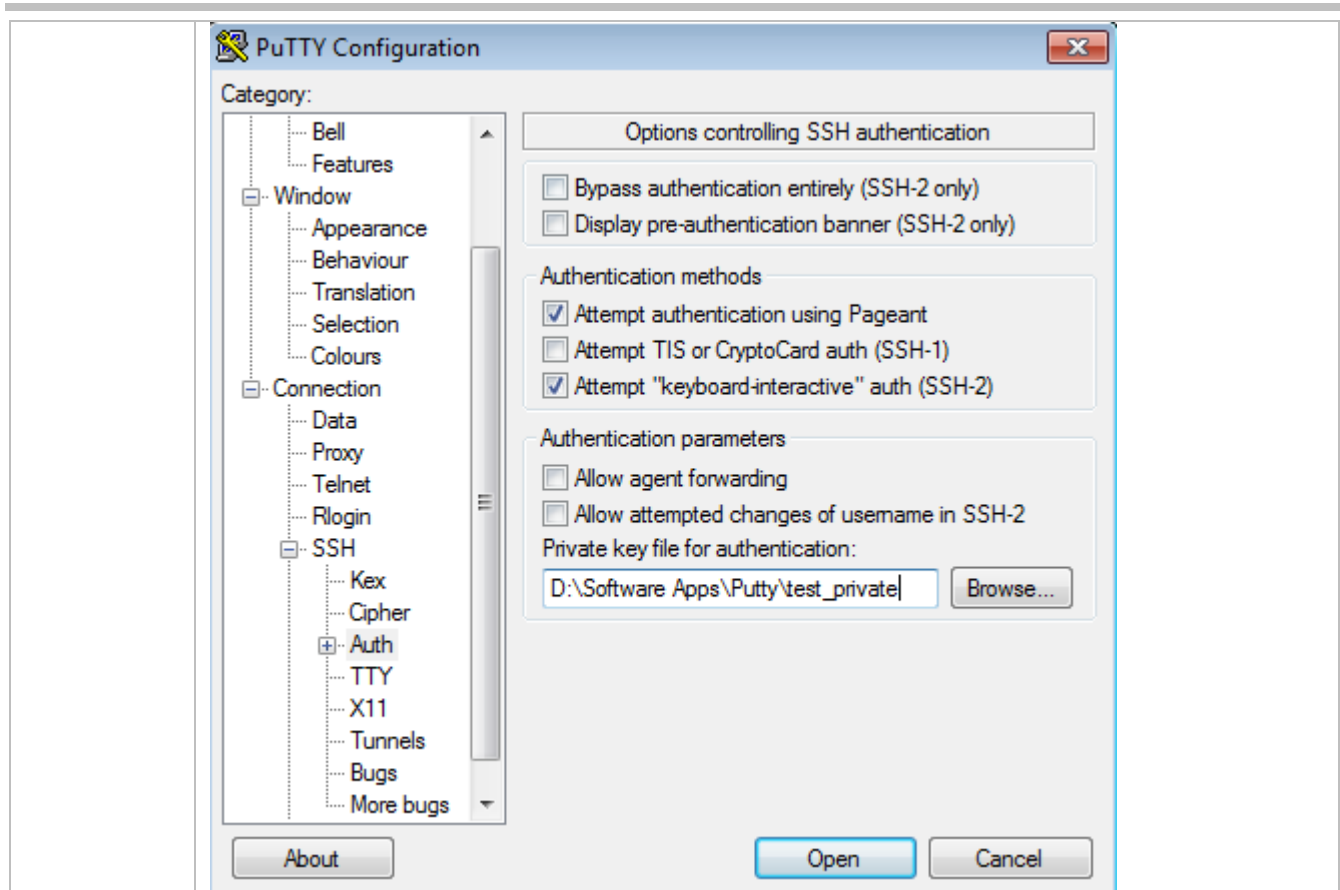 PuTTY Configuration
Category:
Bell
Features
Window
Appearance
Behaviour
Translation
Selection
Colours
Connection
Data
Proxy
Telnet
Rlogin
SSH
Kex
Cipher
Auth
TTY
X11
Tunnels
Bugs
More bugs
Options controlling SSH authentication
Bypass authentication entirely (SSH-2 only)
Display pre-authentication banner (SSH-2 only)
Authentication methods
Attempt authentication using Pageant
Attempt TIS or CryptoCard auth (SSH-1)
Attempt "keyboard-interactive" auth (SSH-2)
Authentication parameters
Allow agent forwarding
Allow attempted changes of username in SSH-2
Private key file for authentication:
D:\Software Apps\Putty\test_private Browse...
About Open Cancel